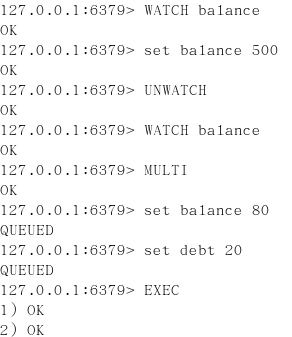 127.0.0.1:6379> WATCH balance
OK
127.0.0.1:6379> set balance 500
OK
127.0.0.1:6379> UNWATCH
OK
127.0.0.1:6379> WATCH balance
OK
127.0.0.1:6379> MULTI
OK
127.0.0.1:6379> set balance 80
QUEUED
127.0.0.1:6379> set debt 20
QUEUED
127.0.0.1:6379> EXEC
1) OK
2) OK